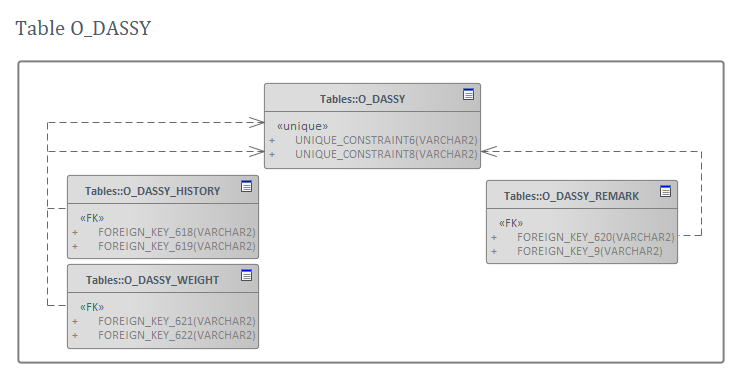 Table O_DASSY
Tables::O_DASSY
«unique»
+ UNIQUE_CONSTRAINT6(VARCHAR2)
+ UNIQUE_CONSTRAINT8(VARCHAR2)
Tables::O_DASSY_HISTORY
«FK»
+ FOREIGN_KEY_618(VARCHAR2)
+ FOREIGN_KEY_619(VARCHAR2)
Tables::O_DASSY_REMARK
«FK»
+ FOREIGN_KEY_620(VARCHAR2)
+ FOREIGN_KEY_9(VARCHAR2)
Tables::O_DASSY_WEIGHT
«FK»
+ FOREIGN_KEY_621(VARCHAR2)
+ FOREIGN_KEY_622(VARCHAR2)